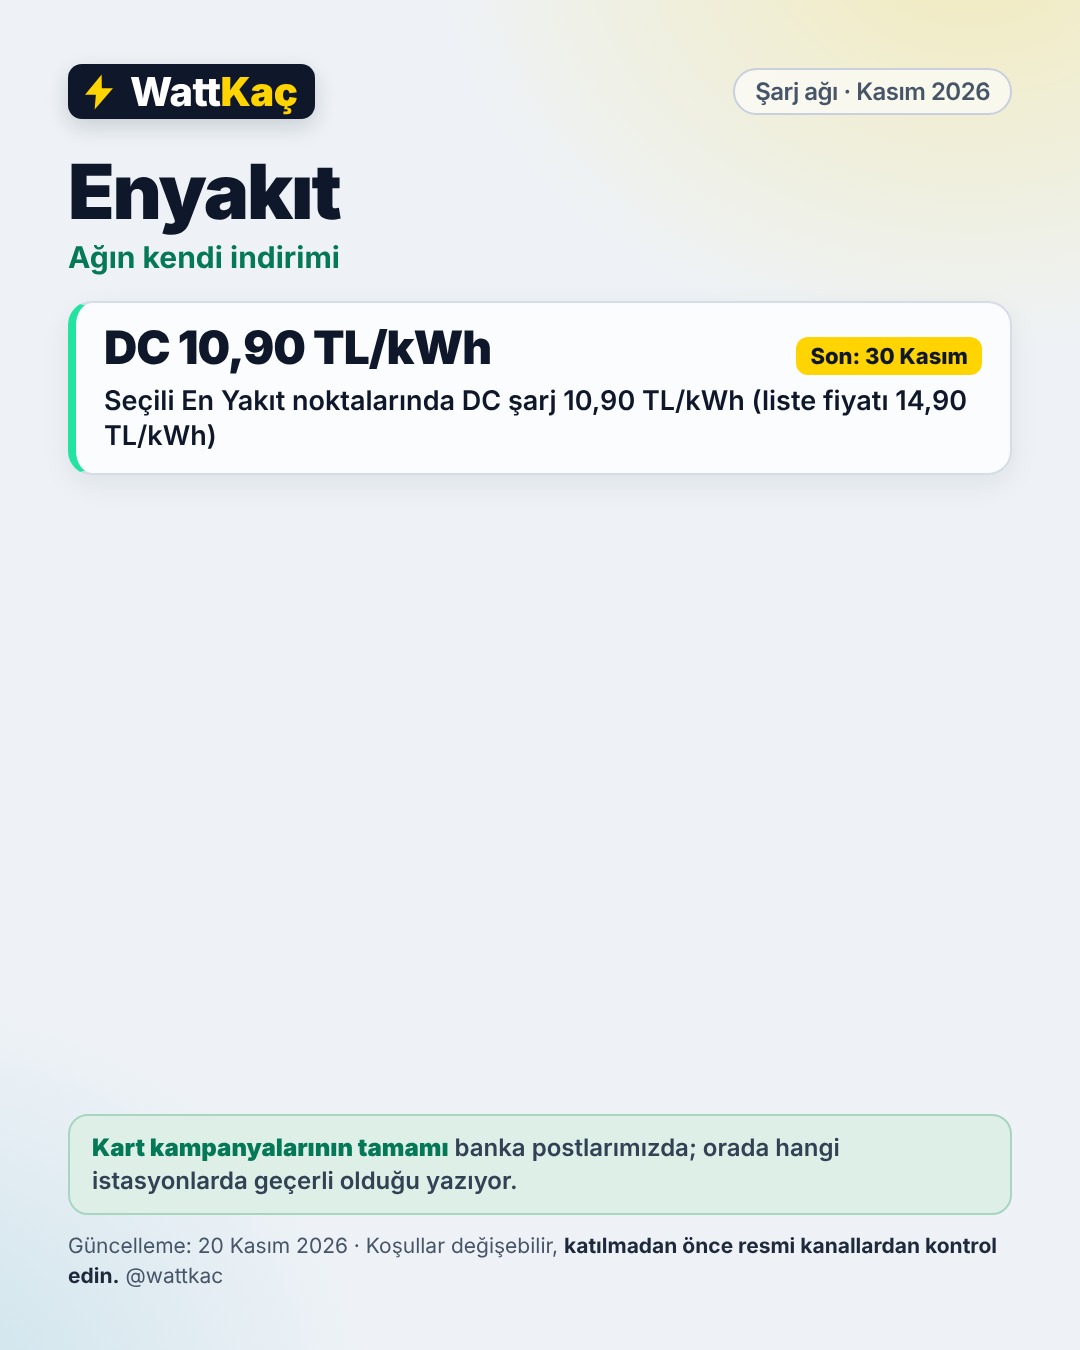 WattKaç
Şarj ağı · Kasım 2026
Enyakıt
Ağın kendi indirimi
DC 10,90 TL/kWh
Son: 30 Kasım
Seçili En Yakıt noktalarında DC şarj 10,90 TL/kWh (liste fiyatı 14,90
TL/kWh)
Kart kampanyalarının tamamı banka postlarımızda; orada hangi
istasyonlarda geçerli olduğu yazıyor.
Güncelleme: 20 Kasım 2026 · Koşullar değişebilir, katılmadan önce resmi kanallardan kontrol
edin. @wattkac